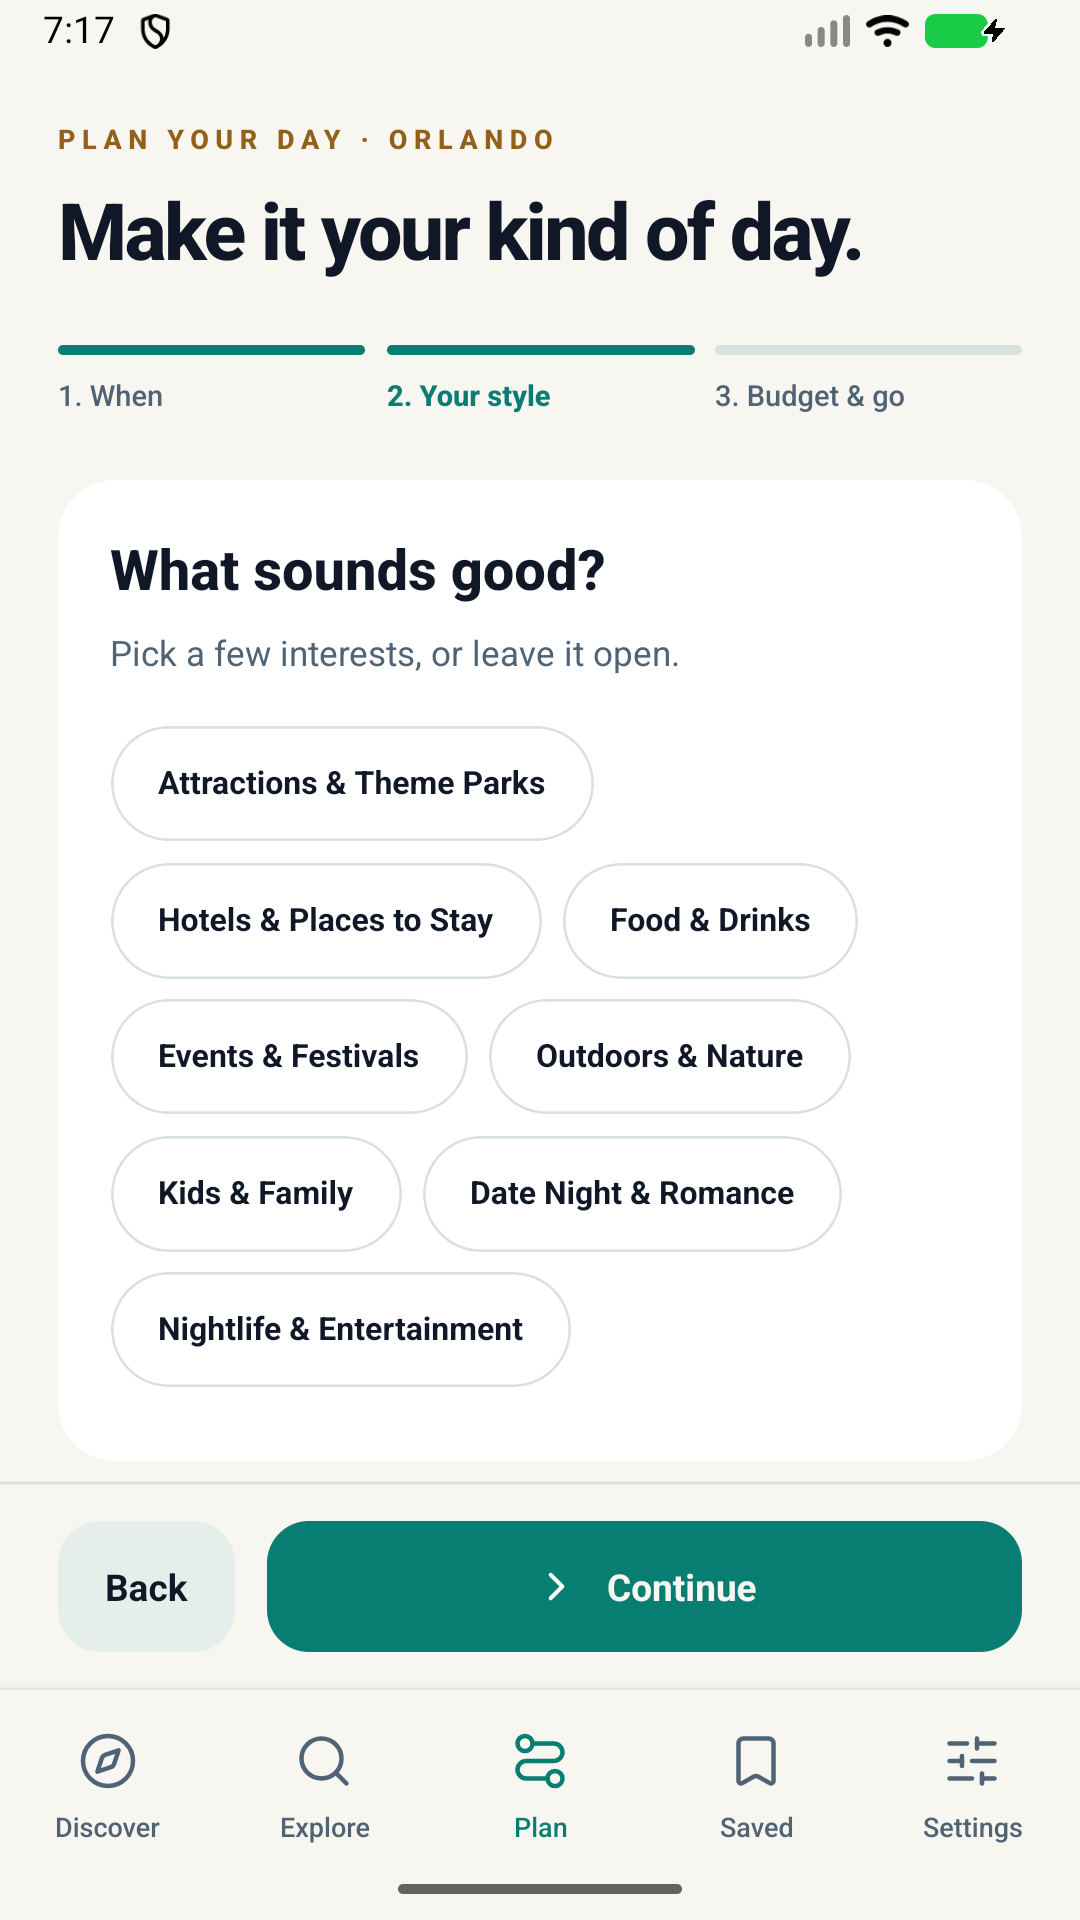 7:17
PLAN YOUR DAY · ORLANDO
Make it your kind of day.
1. When
2. Your style
3. Budget & go
What sounds good?
Pick a few interests, or leave it open.
Attractions & Theme Parks
Hotels & Places to Stay
Food & Drinks
Events & Festivals
Outdoors & Nature
Kids & Family
Date Night & Romance
Nightlife & Entertainment
Back
Continue
Discover
Explore
Plan
Saved
Settings